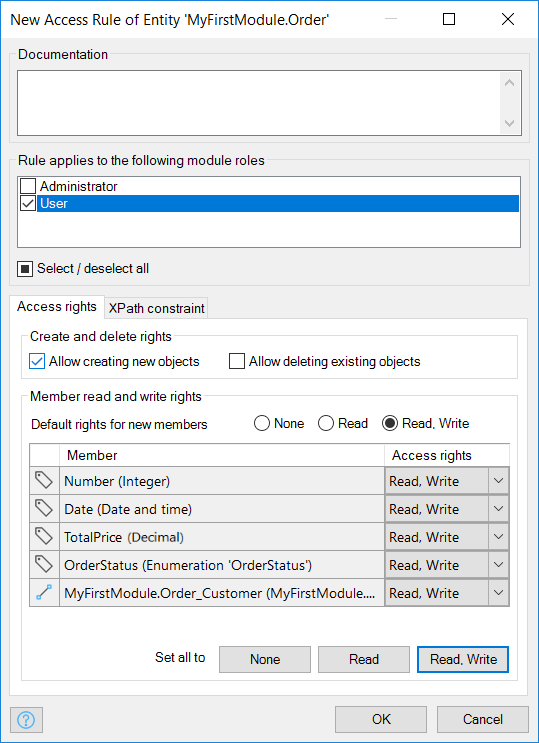 New Access Rule of Entity 'MyFirstModule.Order'
Documentation
Rule applies to the following module roles
Administrator
User
Select / deselect all
Access rights XPath constraint
Create and delete rights
Allow creating new objects Allow deleting existing objects
Member read and write rights
Default rights for new members None Read Read, Write
Member Access rights
Number (Integer) Read, Write
Date (Date and time) Read, Write
TotalPrice (Decimal) Read, Write
OrderStatus (Enumeration 'OrderStatus') Read, Write
MyFirstModule.Order_Customer (MyFirstModule.... Read, Write
Set all to None Read Read, Write
? OK Cancel